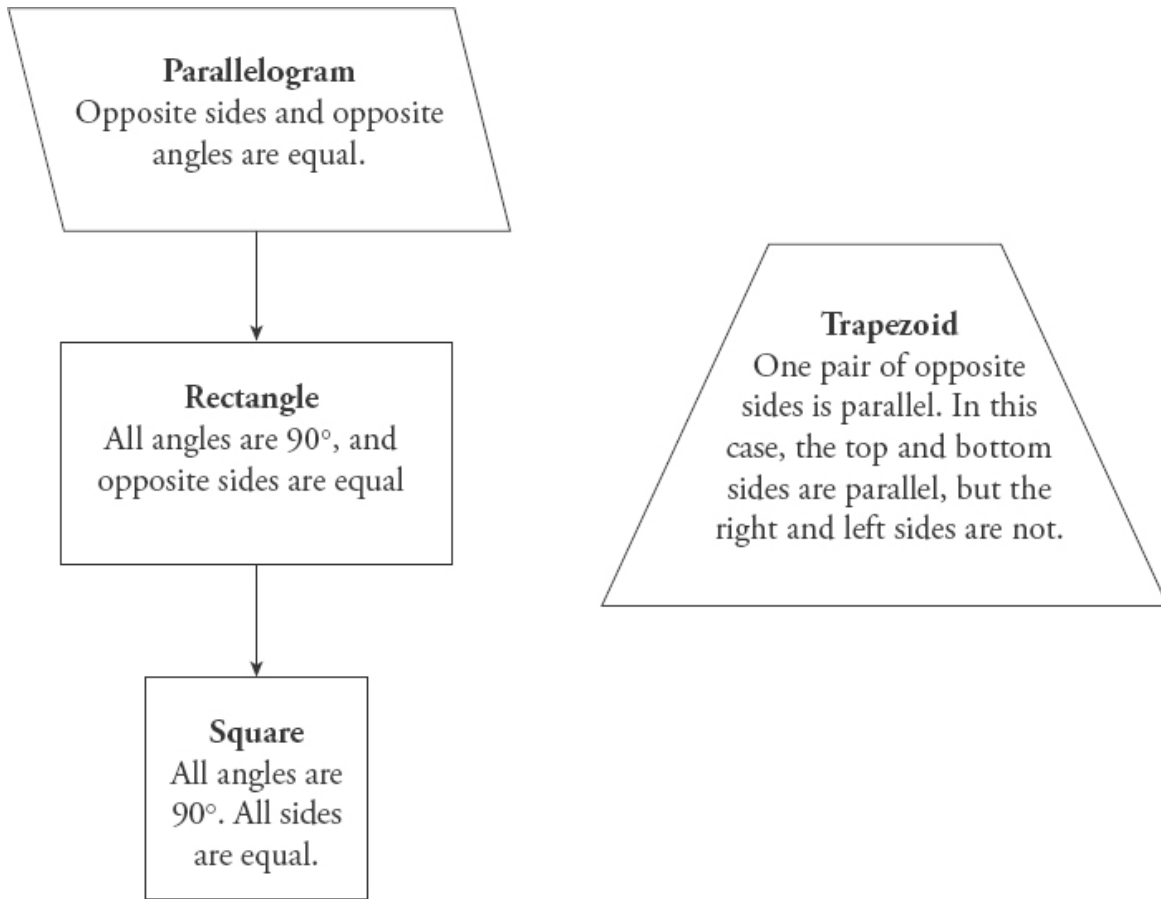 Parallelogram
Opposite sides and opposite
angles are equal.
Rectangle
All angles are 90°, and
opposite sides are equal
Square
All angles are
90°. All sides
are equal.
Trapezoid
One pair of opposite
sides is parallel. In this
case, the top and bottom
sides are parallel, but the
right and left sides are not.